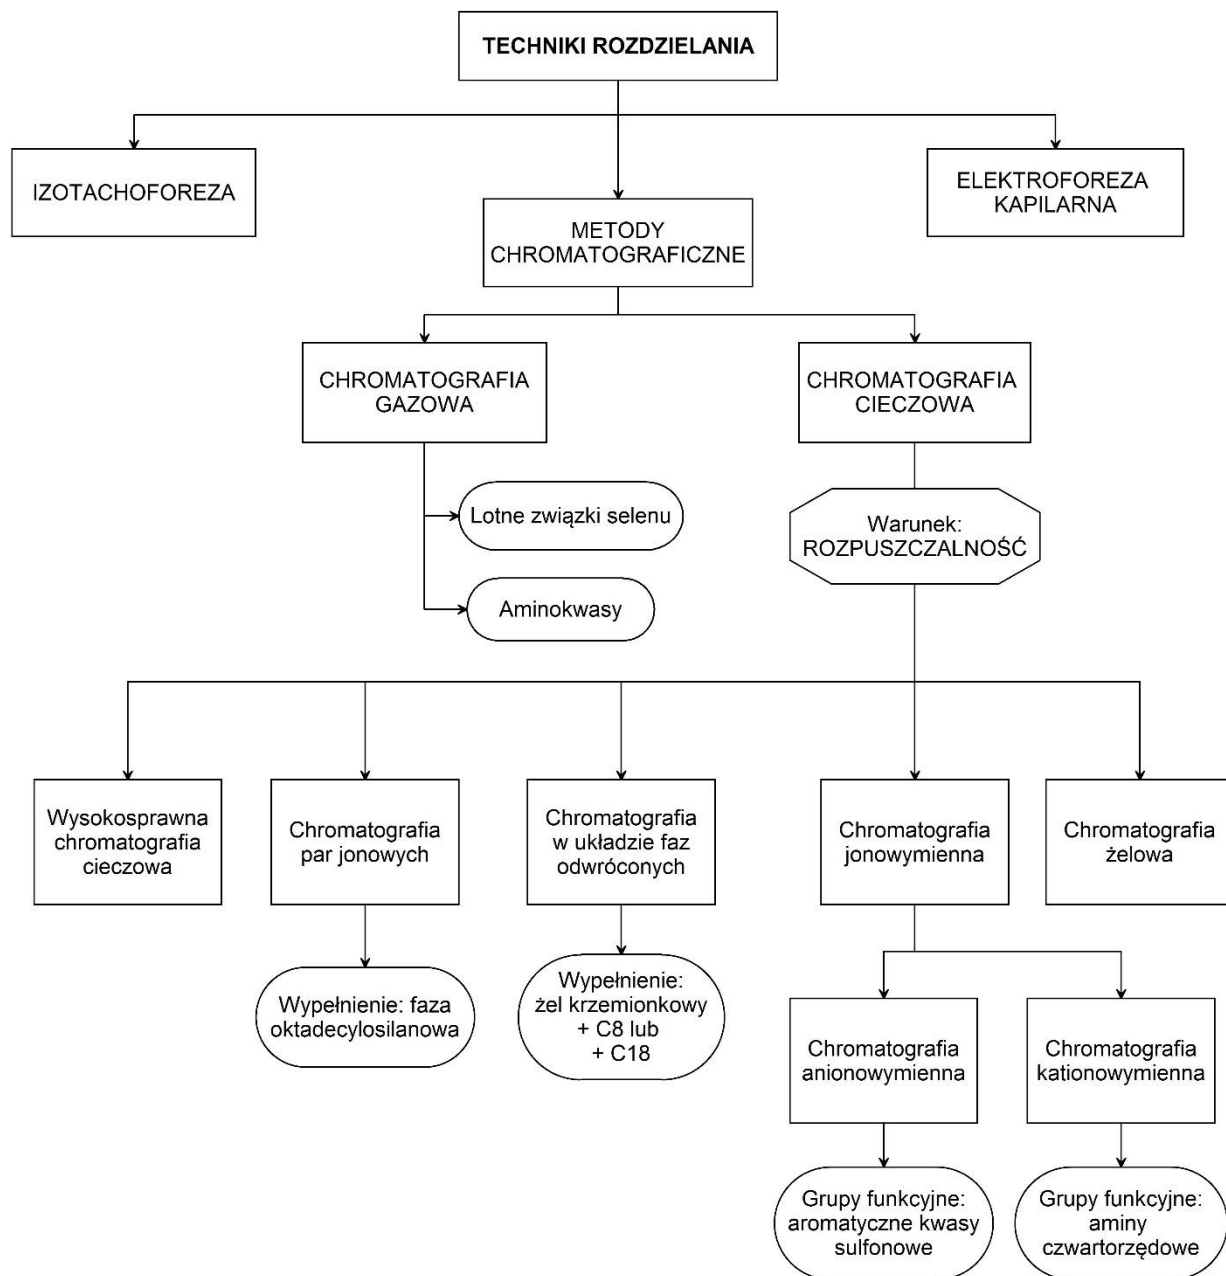 TECHNIKI ROZDZIELANIA
IZOTACHOFOREZA
METODY
CHROMATOGRAFICZNE
ELEKTROFOREZA
KAPILARNA
CHROMATOGRAFIA
GAZOWA
CHROMATOGRAFIA
CIECZOWA
Lotne związki selenu
Aminokwasy
Warunek:
ROZPUSZCZALNOŚĆ
Wysokosprawna
chromatografia
cieczowa
Chromatografia
par jonowych
Chromatografia
w układzie faz
odwróconych
Chromatografia
jonowymienna
Chromatografia
żelowa
Wypełnienie: faza
oktadecylosilanowa
Wypełnienie:
żel krzemionkowy
+ C8 lub
+ C18
Chromatografia
anionowymienna
Chromatografia
kationowymienna
Grupy funkcyjne:
aromatyczne kwasy
sulfonowe
Grupy funkcyjne:
aminy
czwartorzędowe